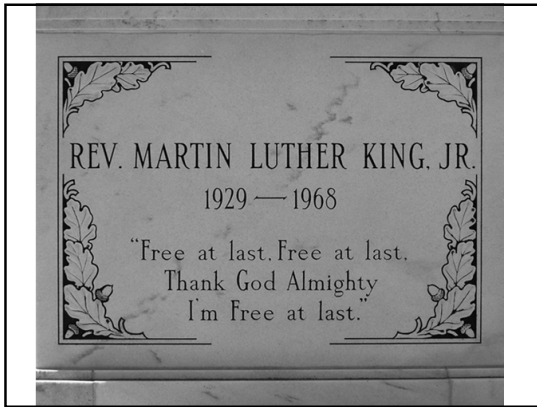 REV. MARTIN LUTHER KING, JR.
1929 — 1968
“Free at last. Free at last.
Thank God Almighty
I'm Free at last.”